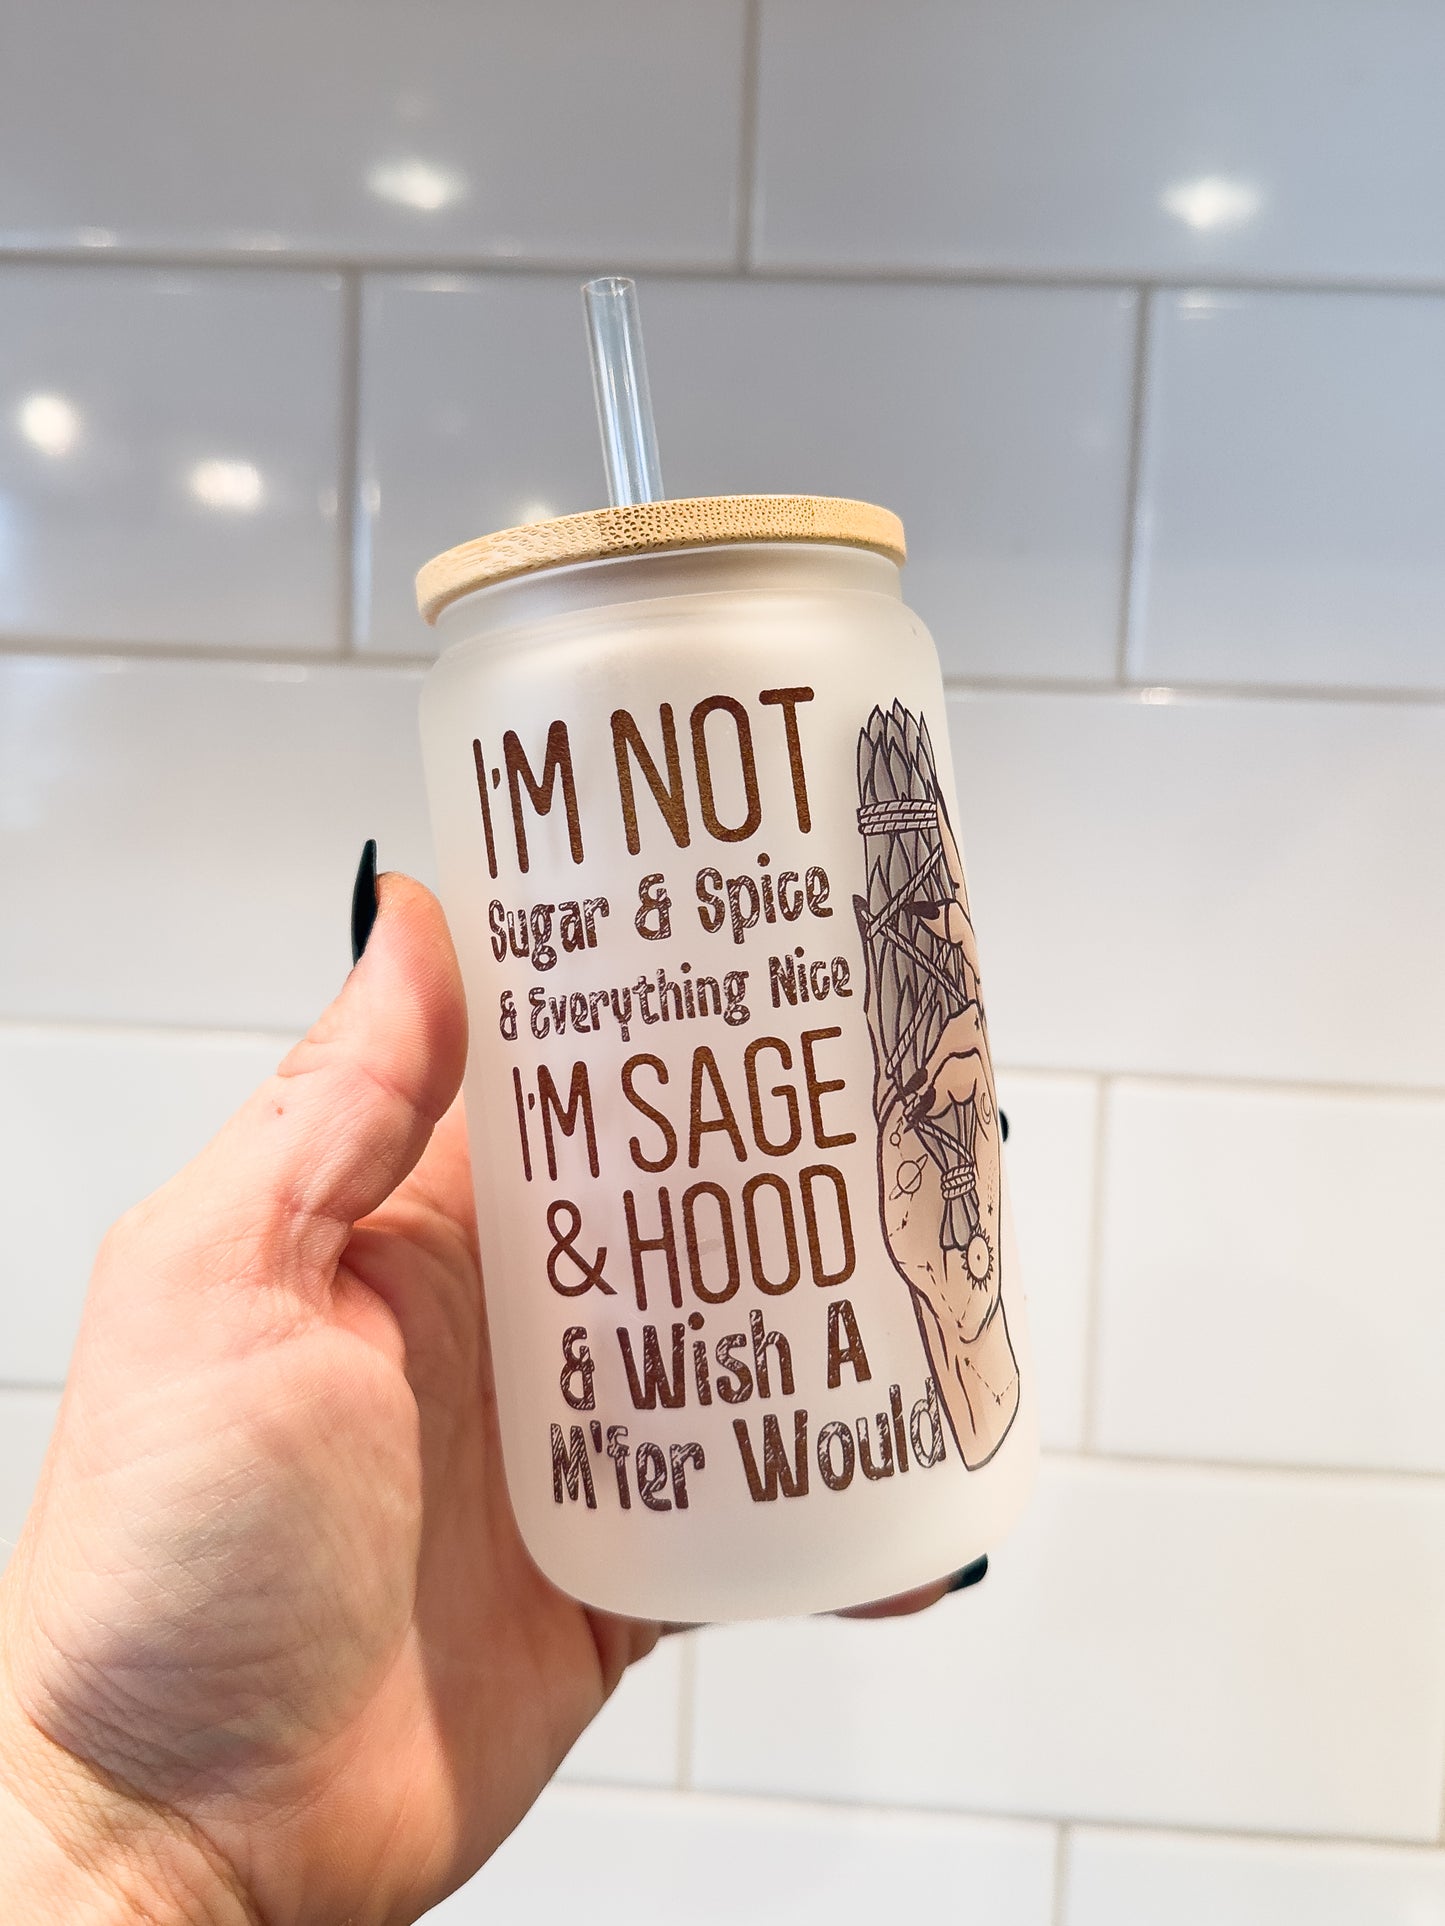 I'M NOT
Sugar & Spice
& Everything Nice
I'M SAGE
& HOOD
& Wish A
M'fer Would